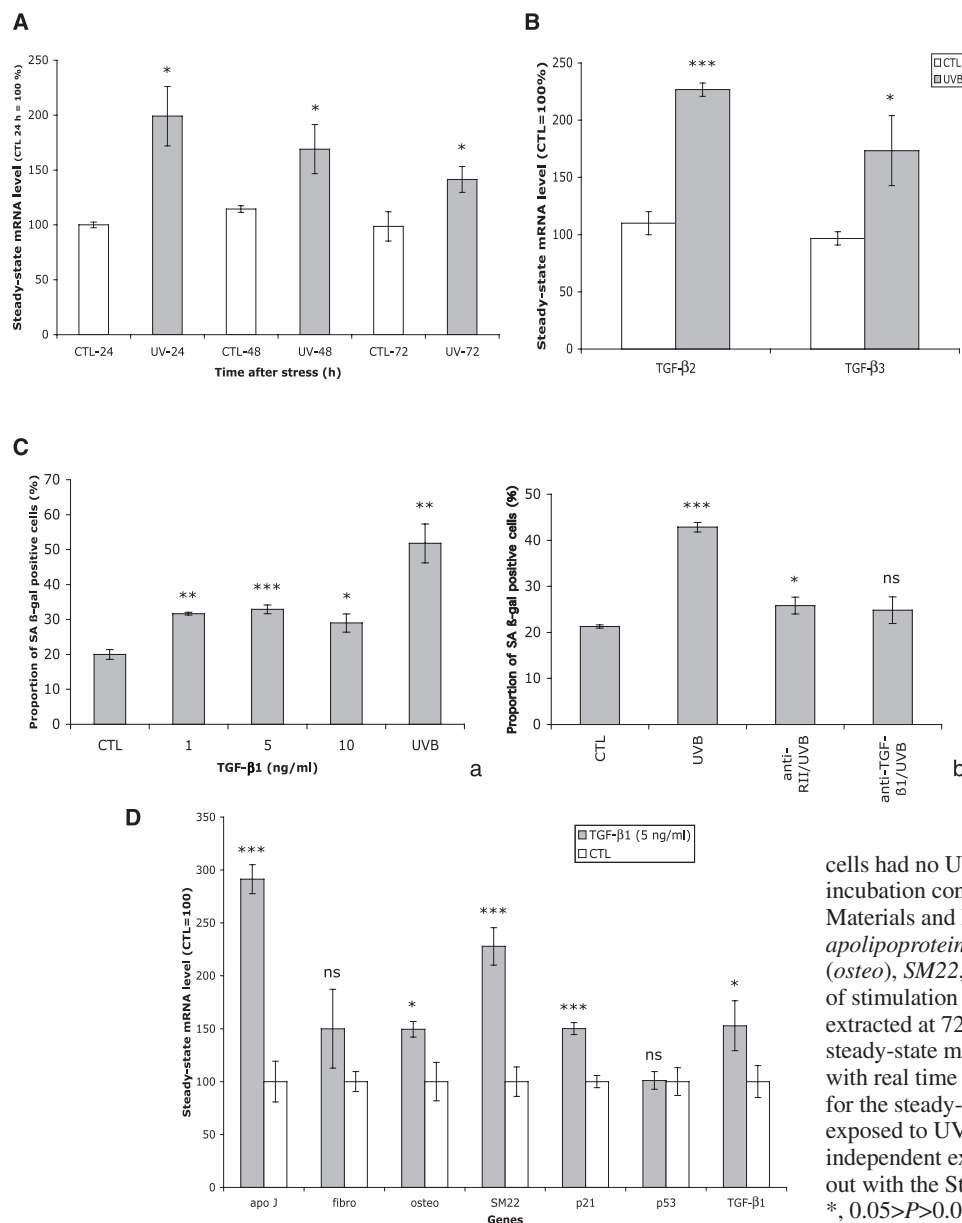 A
250
200
150
100
50
0
Steady-state mRNA level (CTL 24 h = 100 %)
*
*
*
CTL-24 UV-24 CTL-48 UV-48 CTL-72 UV-72
Time after stress (h)
B
250
200
150
100
50
0
Steady-state mRNA level (CTL=100%)
***
*
CTL
UVB
TGF-β2 TGF-β3
C
70
60
50
40
30
20
10
0
Proportion of SA ß-gal positive cells (%)
**
***
*
**
CTL 1 5 10 UVB
TGF-β1 (ng/ml)
a
50
40
30
20
10
0
Proportion of SA ß-gal positive cells (%)
***
*
ns
CTL
UVB
anti-
RII/UVB
anti-TGF-
ß1/UVB
b
D
350
300
250
200
150
100
50
0
Steady-state mRNA level (CTL=100)
TGF-β1 (5 ng/ml)
CTL
***
ns
*
***
***
ns
*
apo J fibro osteo SM22 p21 p53 TGF-β1
Genes
cells had no U
incubation con
Materials and
apolipoprotein
(osteo), SM22,
of stimulation
extracted at 72
steady-state m
with real time
for the steady-
exposed to UV
independent ex
out with the St
*, 0.05>P>0.0